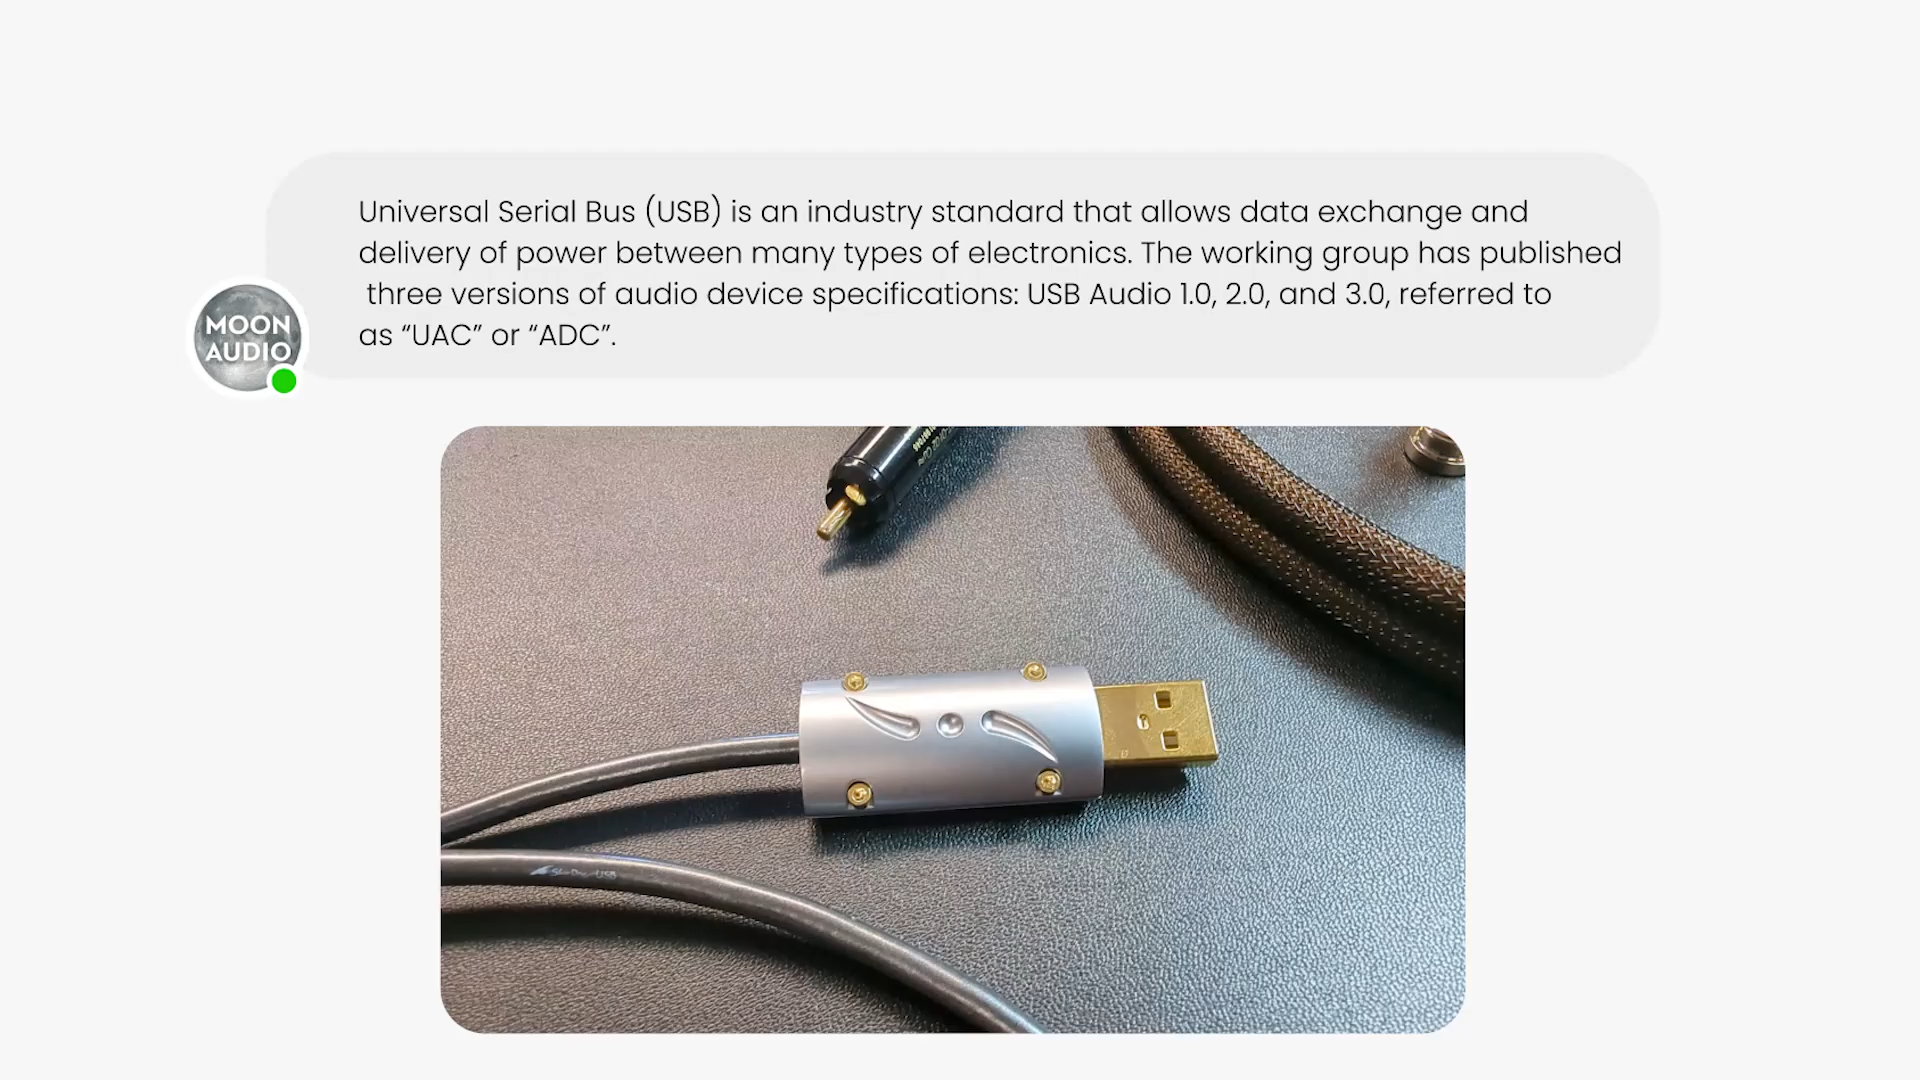 Universal Serial Bus (USB) is an industry standard that allows data exchange and
delivery of power between many types of electronics. The working group has published
three versions of audio device specifications: USB Audio 1.0, 2.0, and 3.0, referred to
as “UAC” or “ADC”.
MOON
AUDIO
USB